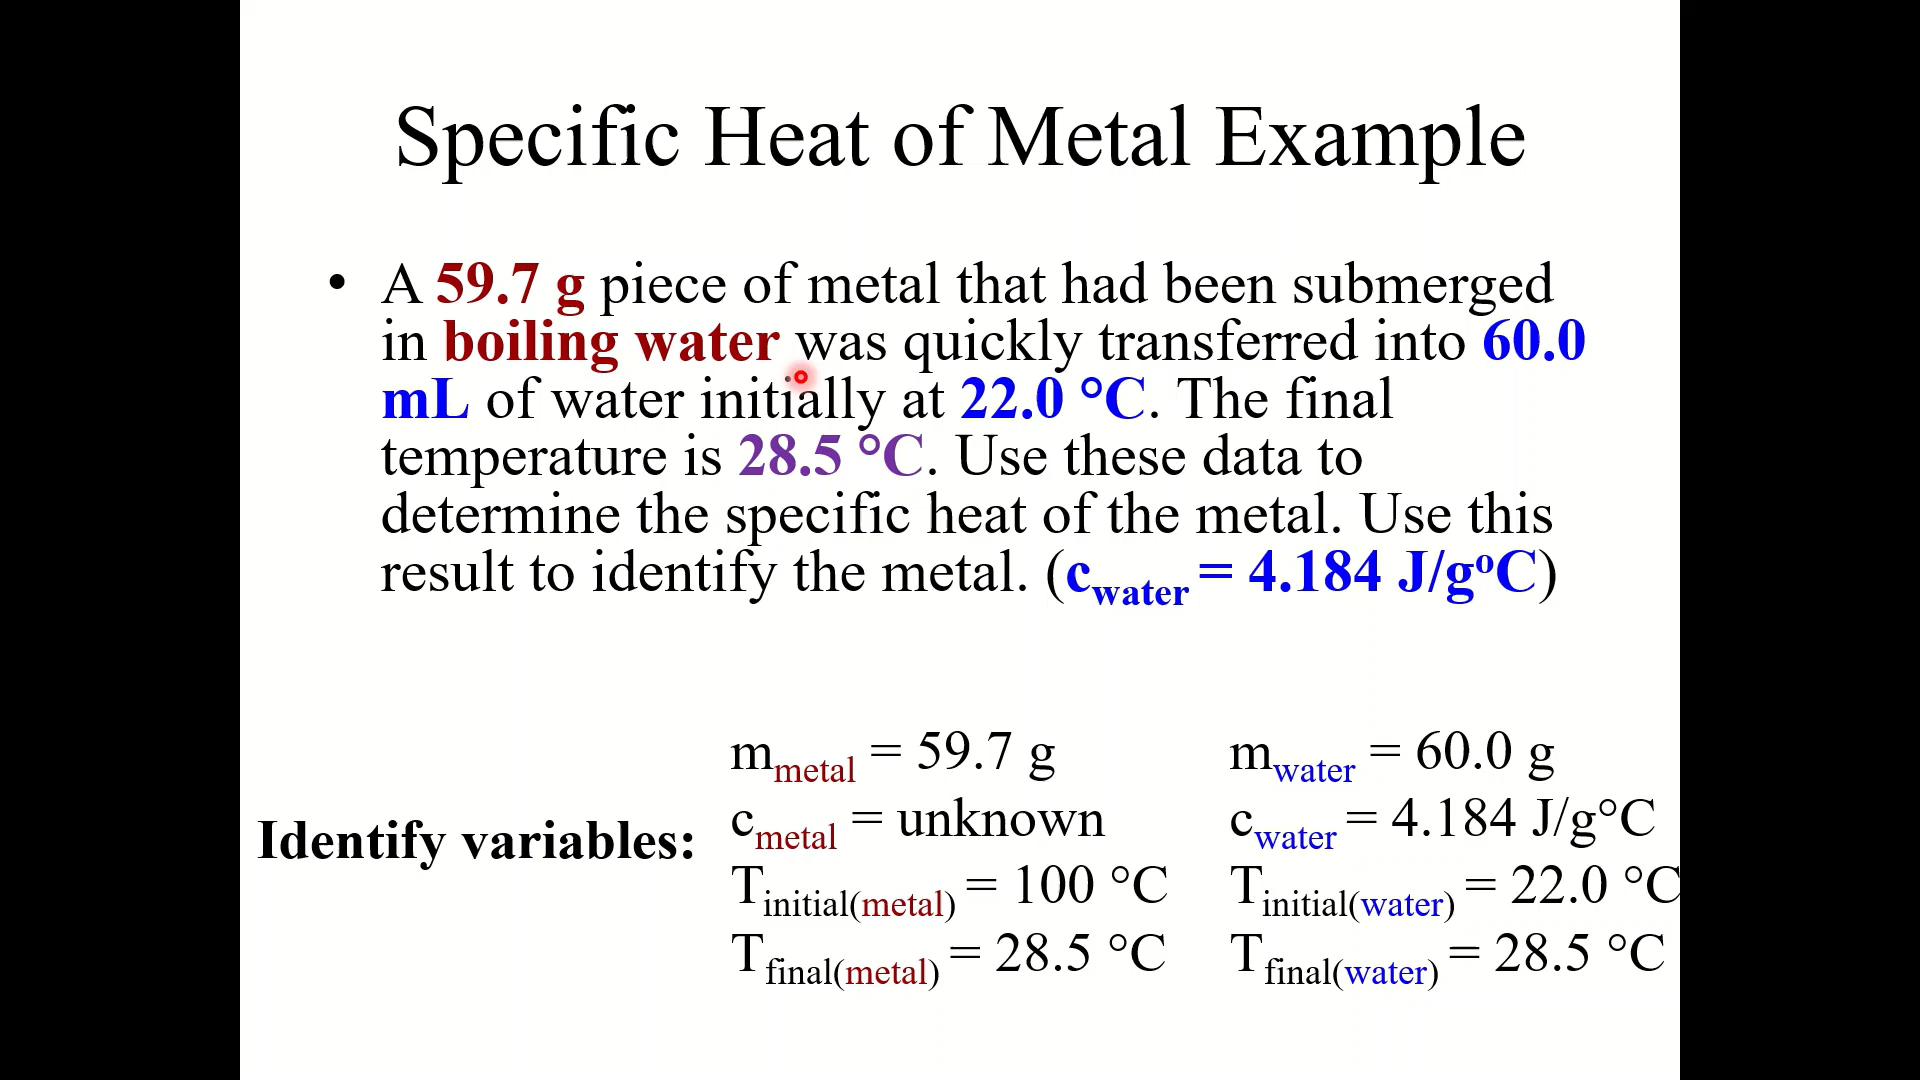 Specific Heat of Metal Example
• A 59.7 g piece of metal that had been submerged
in boiling water was quickly transferred into 60.0
mL of water initially at 22.0 °C. The final
temperature is 28.5 °C. Use these data to
determine the specific heat of the metal. Use this
result to identify the metal. (cwater = 4.184 J/g°C)
Identify variables:
mmetal = 59.7 g
cmetal = unknown
Tinitial(metal) = 100 °C
Tfinal(metal) = 28.5 °C
mwater = 60.0 g
cwater = 4.184 J/g°C
Tinitial(water) = 22.0 °C
Tfinal(water) = 28.5 °C